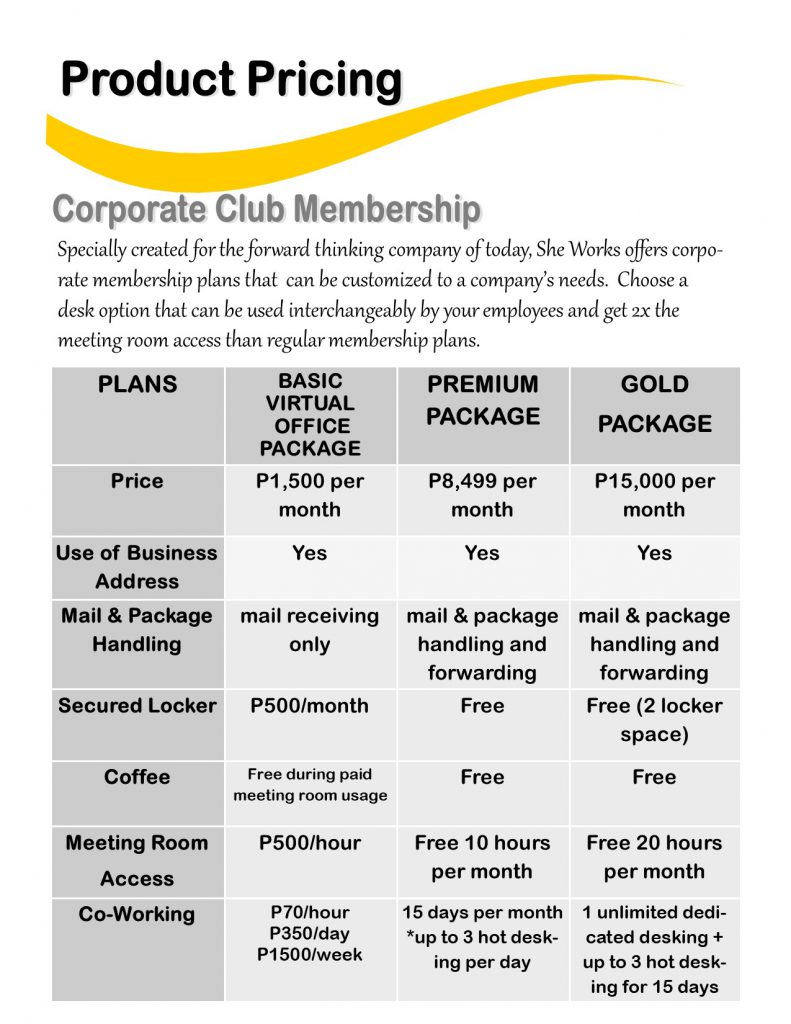 Product Pricing
Corporate Club Membership
Specially created for the forward thinking company of today, She Works offers corpo-
rate membership plans that can be customized to a company's needs. Choose a
desk option that can be used interchangeably by your employees and get 2x the
meeting room access than regular membership plans.
PLANS
BASIC
VIRTUAL
OFFICE
PACKAGE
PREMIUM
PACKAGE
GOLD
PACKAGE
Price
P1,500 per
month
P8,499 per
month
P15,000 per
month
Use of Business
Address
Yes
Yes
Yes
Mail & Package
Handling
mail receiving
only
mail & package
handling and
forwarding
mail & package
handling and
forwarding
Secured Locker
P500/month
Free
Free (2 locker
space)
Coffee
Free during paid
meeting room usage
Free
Free
Meeting Room
Access
P500/hour
Free 10 hours
per month
Free 20 hours
per month
Co-Working
P70/hour
P350/day
P1500/week
15 days per month
*up to 3 hot desk-
ing per day
1 unlimited dedi-
cated desking +
up to 3 hot desk-
ing for 15 days